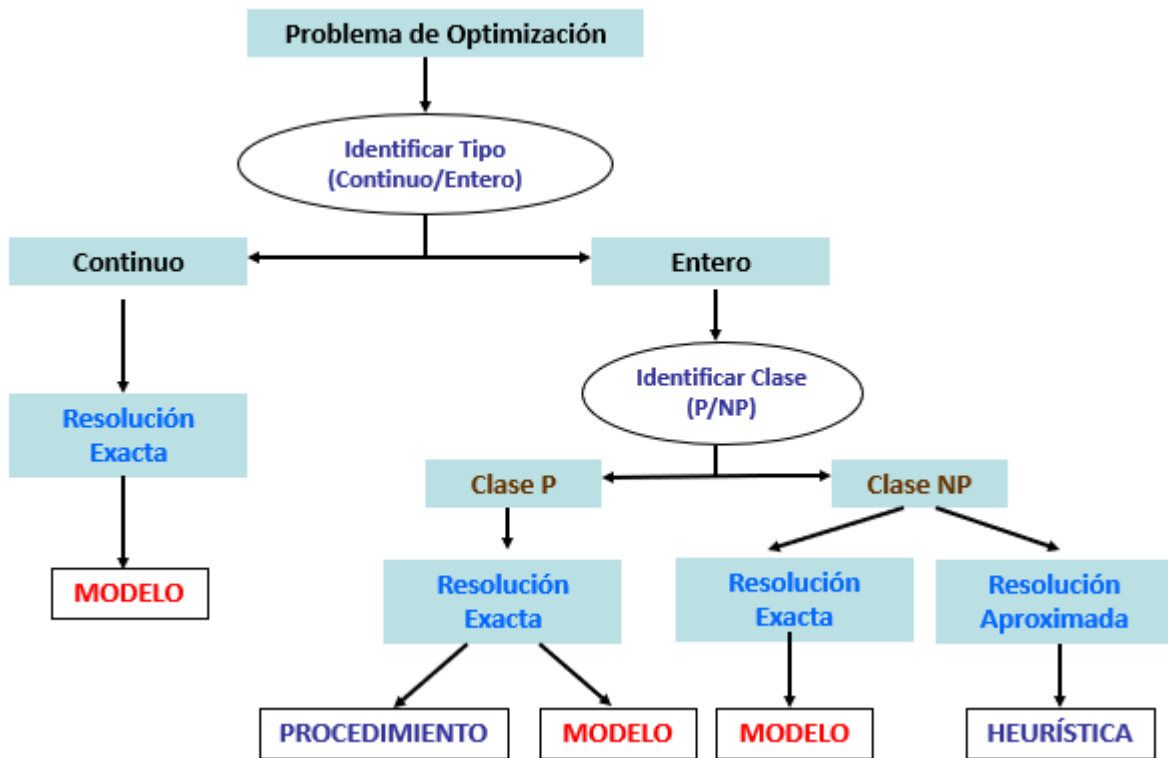 Problema de Optimización
Identificar Tipo
(Continuo/Entero)
Continuo
Entero
Identificar Clase
(P/NP)
Resolución
Exacta
Clase P
Clase NP
MODELO
Resolución
Exacta
Resolución
Exacta
Resolución
Aproximada
PROCEDIMIENTO
MODELO
MODELO
HEURÍSTICA